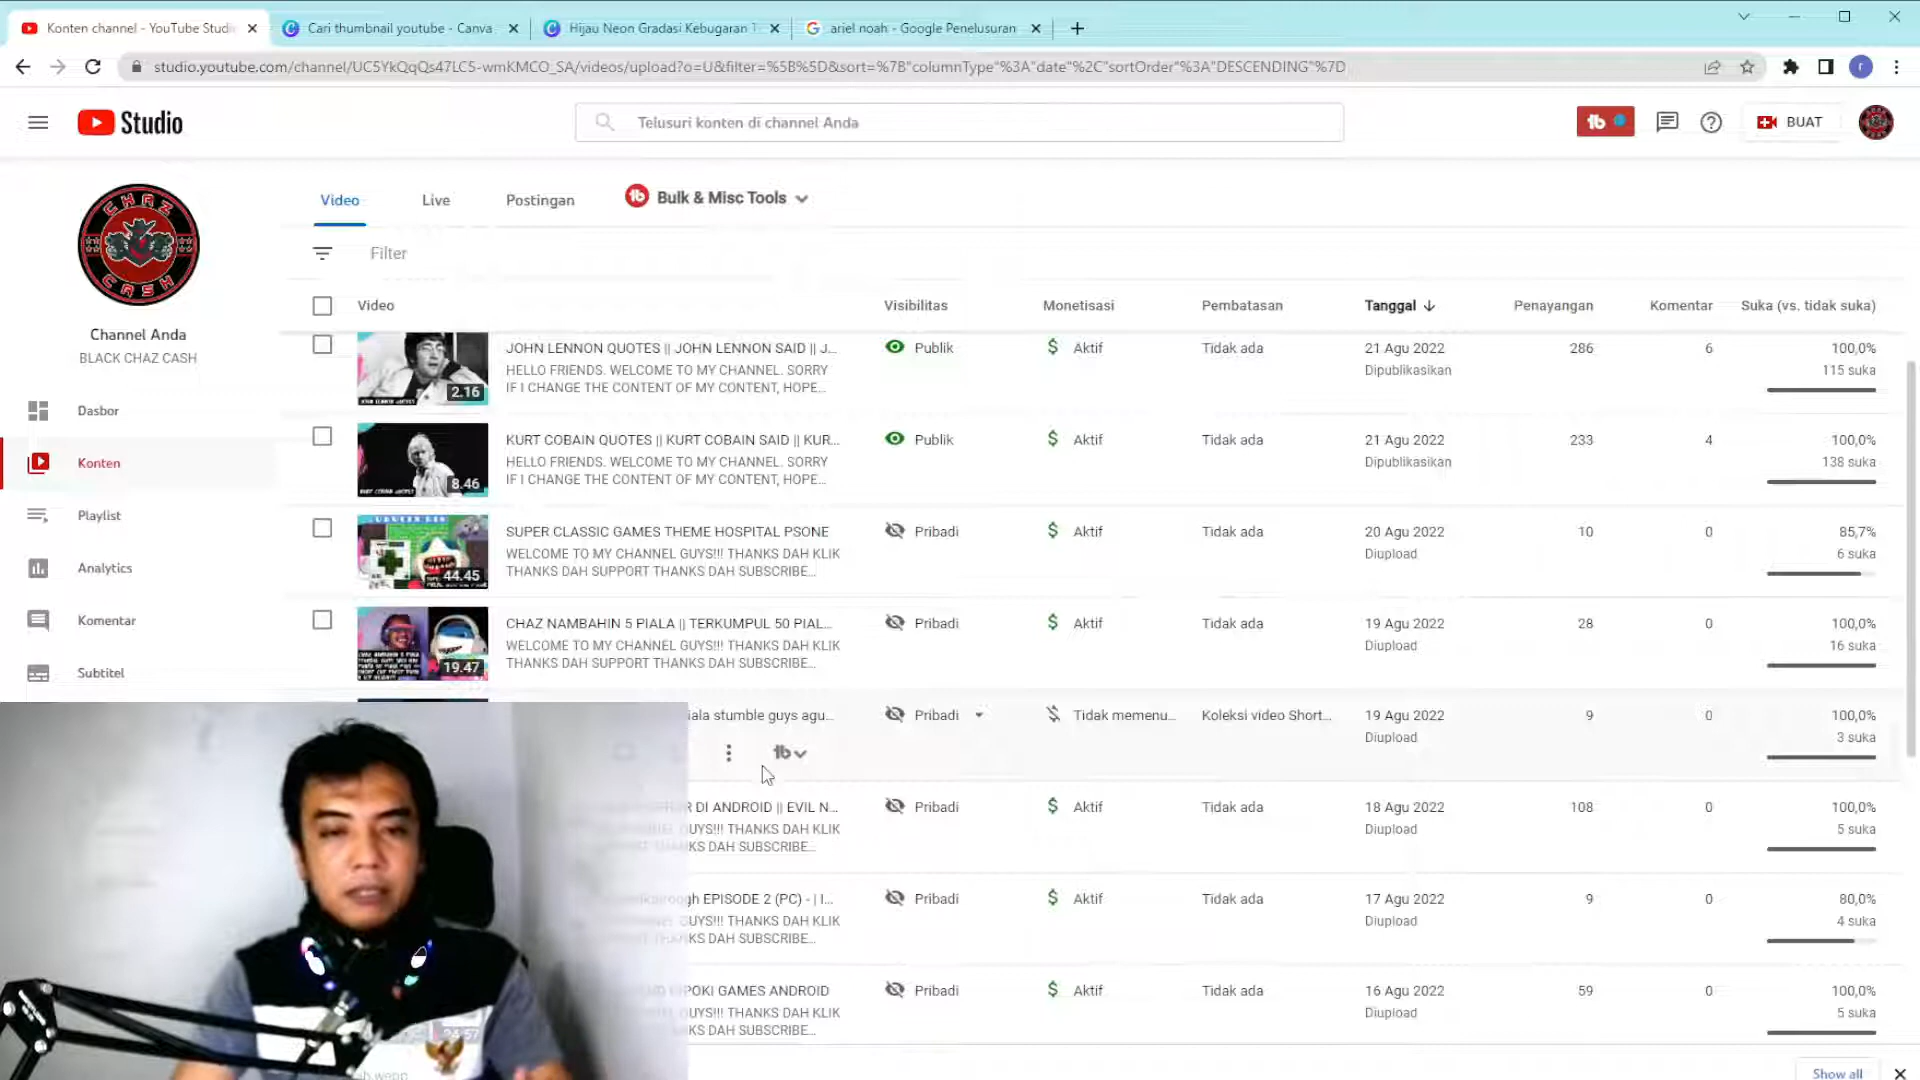 Konten channel - YouTube Studi
Cari thumbnail youtube - Canva
Hijau Neon Gradasi Kebugaran T
ariel noah - Google Penelusuran
studio.youtube.com/channel/UC5YkQqQs47LC5-wmKMCO_SA/videos/upload?o=U&filter=%5B%5D&sort=%7B"columnType"%3A"date"%2C"sortOrder"%3A"DESCENDING"%7D
r
Studio
Telusuri konten di channel Anda
tb
BUAT
CHAZ
CASH
Video
Live
Postingan
tb
Bulk & Misc Tools
Filter
Channel Anda
BLACK CHAZ CASH
Dasbor
Konten
Playlist
Analytics
Komentar
Subtitel
Video
Visibilitas
Monetisasi
Pembatasan
Tanggal
Penayangan
Komentar
Suka (vs. tidak suka)
2.16
JOHN LENNON QUOTES || JOHN LENNON SAID || J...
HELLO FRIENDS. WELCOME TO MY CHANNEL. SORRY
IF I CHANGE THE CONTENT OF MY CONTENT, HOPE...
Publik
$ Aktif
Tidak ada
21 Agu 2022
Dipublikasikan
286
6
100,0%
115 suka
8.46
KURT COBAIN QUOTES || KURT COBAIN SAID || KUR...
HELLO FRIENDS. WELCOME TO MY CHANNEL. SORRY
IF I CHANGE THE CONTENT OF MY CONTENT, HOPE...
Publik
$ Aktif
Tidak ada
21 Agu 2022
Dipublikasikan
233
4
100,0%
138 suka
44.45
SUPER CLASSIC GAMES THEME HOSPITAL PSONE
WELCOME TO MY CHANNEL GUYS!!! THANKS DAH KLIK
THANKS DAH SUPPORT THANKS DAH SUBSCRIBE...
Pribadi
$ Aktif
Tidak ada
20 Agu 2022
Diupload
10
0
85,7%
6 suka
19.47
CHAZ NAMBAHIN 5 PIALA || TERKUMPUL 50 PIAL...
WELCOME TO MY CHANNEL GUYS!!! THANKS DAH KLIK
THANKS DAH SUPPORT THANKS DAH SUBSCRIBE...
Pribadi
$ Aktif
Tidak ada
19 Agu 2022
Diupload
28
0
100,0%
16 suka
iala stumble guys agu...
tb
Pribadi
Tidak memenu...
Koleksi video Short...
19 Agu 2022
Diupload
9
0
100,0%
3 suka
R DI ANDROID || EVIL N...
GUYS!!! THANKS DAH KLIK
THANKS DAH SUBSCRIBE...
Pribadi
$ Aktif
Tidak ada
18 Agu 2022
Diupload
108
0
100,0%
5 suka
EPISODE 2 (PC) - | I...
GUYS!!! THANKS DAH KLIK
THANKS DAH SUBSCRIBE...
Pribadi
$ Aktif
Tidak ada
17 Agu 2022
Diupload
9
0
80,0%
4 suka
GAMES ANDROID
GUYS!!! THANKS DAH KLIK
THANKS DAH SUBSCRIBE...
Pribadi
$ Aktif
Tidak ada
16 Agu 2022
Diupload
59
0
100,0%
5 suka
Show all